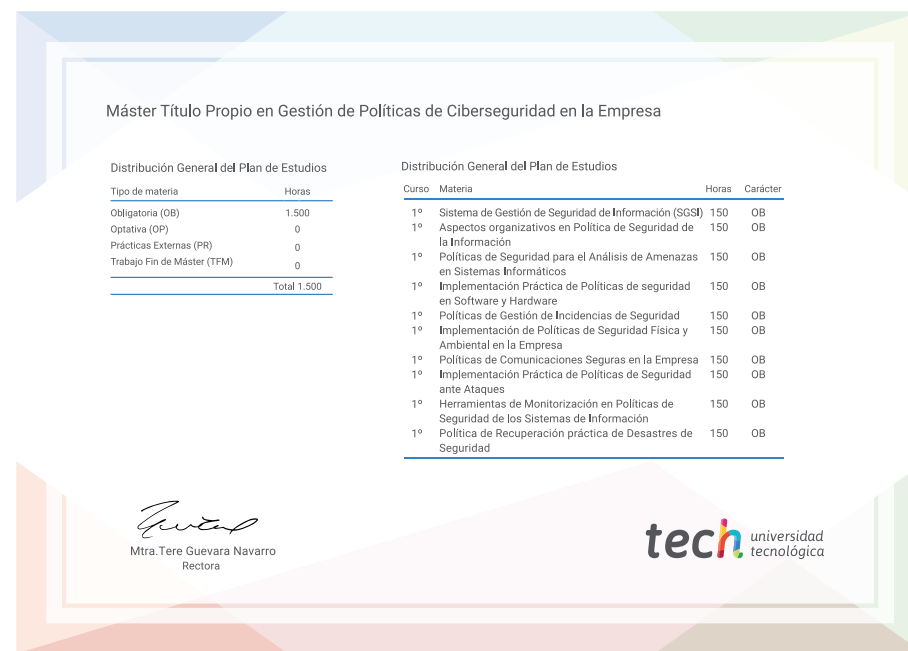 Máster Título Propio en Gestión de Políticas de Ciberseguridad en la Empresa
Distribución General del Plan de Estudios
Tipo de materia Horas
Obligatoria (OB) 1.500
Optativa (OP) 0
Prácticas Externas (PR) 0
Trabajo Fin de Máster (TFM) 0
Total 1.500
Distribución General del Plan de Estudios
Curso Materia Horas Carácter
1º Sistema de Gestión de Seguridad de Información (SGSI) 150 OB
1º Aspectos organizativos en Política de Seguridad de 150 OB
la Información
1º Políticas de Seguridad para el Análisis de Amenazas 150 OB
en Sistemas Informáticos
1º Implementación Práctica de Políticas de seguridad 150 OB
en Software y Hardware
1º Políticas de Gestión de Incidencias de Seguridad 150 OB
1º Implementación de Políticas de Seguridad Física y 150 OB
Ambiental en la Empresa
1º Políticas de Comunicaciones Seguras en la Empresa 150 OB
1º Implementación Práctica de Políticas de Seguridad 150 OB
ante Ataques
1º Herramientas de Monitorización en Políticas de 150 OB
Seguridad de los Sistemas de Información
1º Política de Recuperación práctica de Desastres de 150 OB
Seguridad
Mtra.Tere Guevara Navarro
Rectora
tech universidad
tecnológica